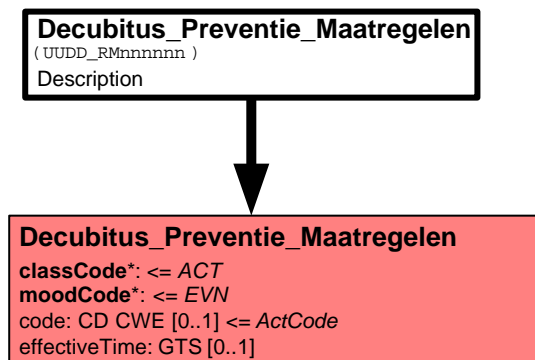 Decubitus_Preventie_Maatregelen
( UUDD_RMnnnnnn )
Description
Decubitus_Preventie_Maatregelen
classCode*: <= ACT
moodCode*: <= EVN
code: CD CWE [0..1] <= ActCode
effectiveTime: GTS [0..1]